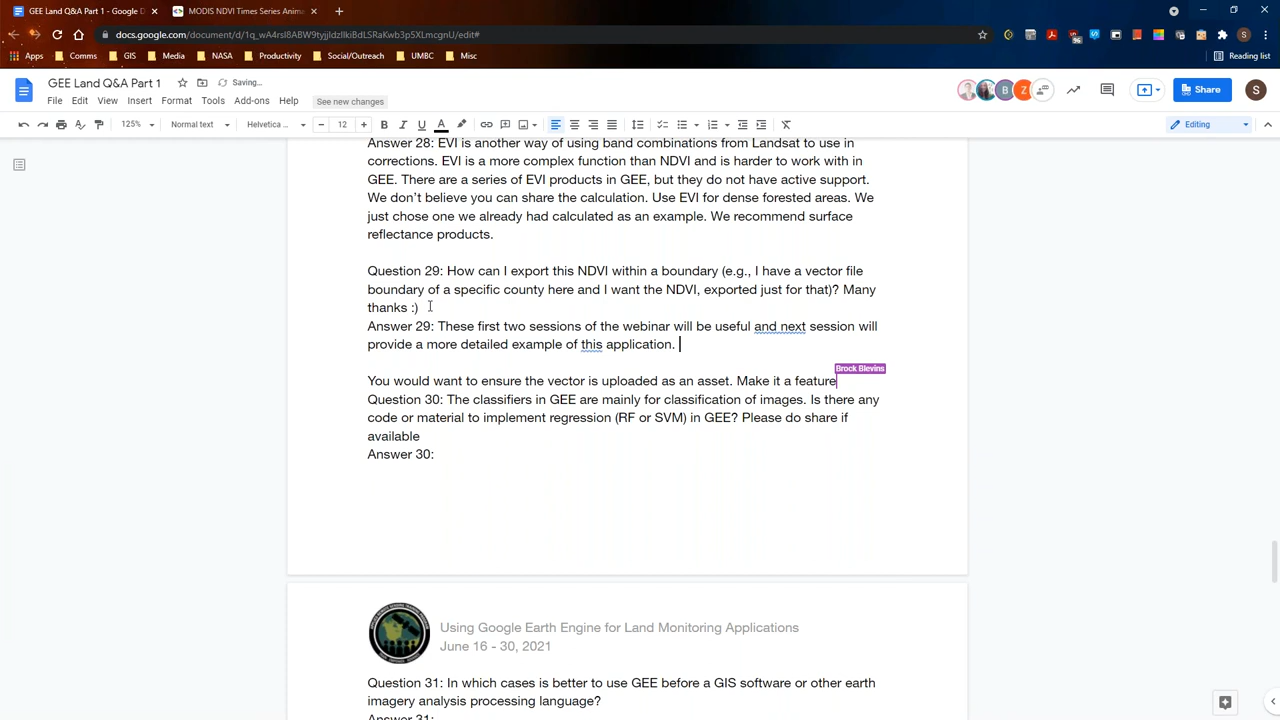 GEE Land Q&A Part 1 - Google D
MODIS NDVI Times Series Anima
docs.google.com/document/d/
Apps
Comms
GIS
Media
NASA
Productivity
Social/Outreach
UMBC
Misc
Reading list
GEE Land Q&A Part 1
Saving...
File Edit View Insert Format Tools Add-ons Help
See new changes
B
Z
Share
S
125%
Normal text
Helvetica ...
12
Editing
Answer 28: EVI is another way of using band combinations from Landsat to use in
corrections. EVI is a more complex function than NDVI and is harder to work with in
GEE. There are a series of EVI products in GEE, but they do not have active support.
We don't believe you can share the calculation. Use EVI for dense forested areas. We
just chose one we already had calculated as an example. We recommend surface
reflectance products.
Question 29: How can I export this NDVI within a boundary (e.g., I have a vector file
boundary of a specific county here and I want the NDVI, exported just for that)? Many
thanks :)
Answer 29: These first two sessions of the webinar will be useful and next session will
provide a more detailed example of this application.
Brock Blevins
You would want to ensure the vector is uploaded as an asset. Make it a feature
Question 30: The classifiers in GEE are mainly for classification of images. Is there any
code or material to implement regression (RF or SVM) in GEE? Please do share if
available
Answer 30:
Using Google Earth Engine for Land Monitoring Applications
June 16 - 30, 2021
Question 31: In which cases is better to use GEE before a GIS software or other earth
imagery analysis processing language?
Answer 31: